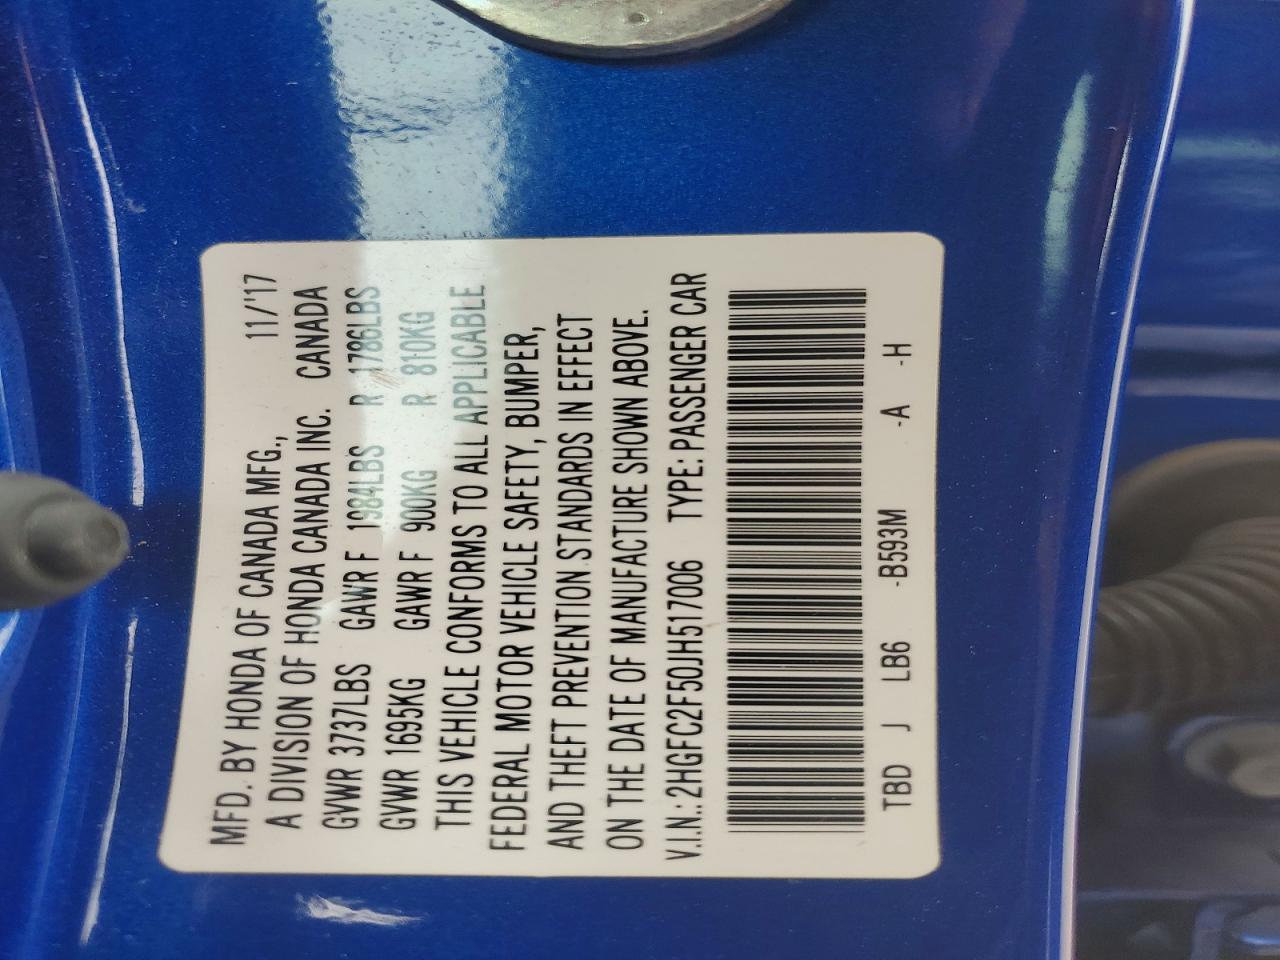 MFD. BY HONDA OF CANADA MFG., 11/'17
A DIVISION OF HONDA CANADA INC. CANADA
GVWR 3737LBS GAWR F 1984LBS R 1786LBS
GVWR 1695KG GAWR F 900KG R 810KG
THIS VEHICLE CONFORMS TO ALL APPLICABLE
FEDERAL MOTOR VEHICLE SAFETY, BUMPER,
AND THEFT PREVENTION STANDARDS IN EFFECT
ON THE DATE OF MANUFACTURE SHOWN ABOVE.
V.I.N.: 2HGFC2F50JH517006 TYPE: PASSENGER CAR
TBD J LB6 -B593M -A -H